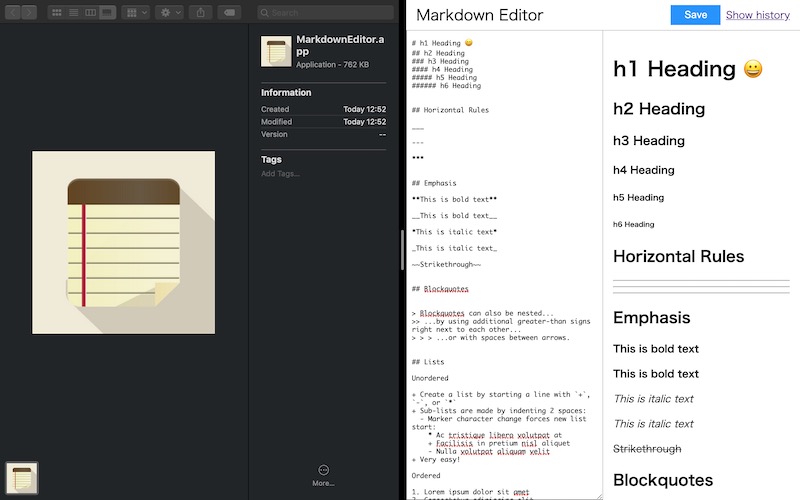 Search
MarkdownEditor.a
pp
Application - 762 KB
Information
Created Today 12:52
Modified Today 12:52
Version --
Tags
Add Tags...
More...
Markdown Editor
Save
Show history
# h1 Heading 😀
## h2 Heading
### h3 Heading
#### h4 Heading
##### h5 Heading
###### h6 Heading
## Horizontal Rules
___
---
***
## Emphasis
**This is bold text**
__This is bold text__
*This is italic text*
_This is italic text_
~~Strikethrough~~
## Blockquotes
> Blockquotes can also be nested...
>> ...by using additional greater-than signs
right next to each other...
> > > ...or with spaces between arrows.
## Lists
Unordered
+ Create a list by starting a line with `+`,
`-`, or `*`
+ Sub-lists are made by indenting 2 spaces:
- Marker character change forces new list
start:
* Ac tristique libero volutpat at
+ Facilisis in pretium nisl aliquet
- Nulla volutpat aliquam velit
+ Very easy!
Ordered
1. Lorem ipsum dolor sit amet
h1 Heading 😀
h2 Heading
h3 Heading
h4 Heading
h5 Heading
h6 Heading
Horizontal Rules
Emphasis
This is bold text
This is bold text
This is italic text
This is italic text
Strikethrough
Blockquotes